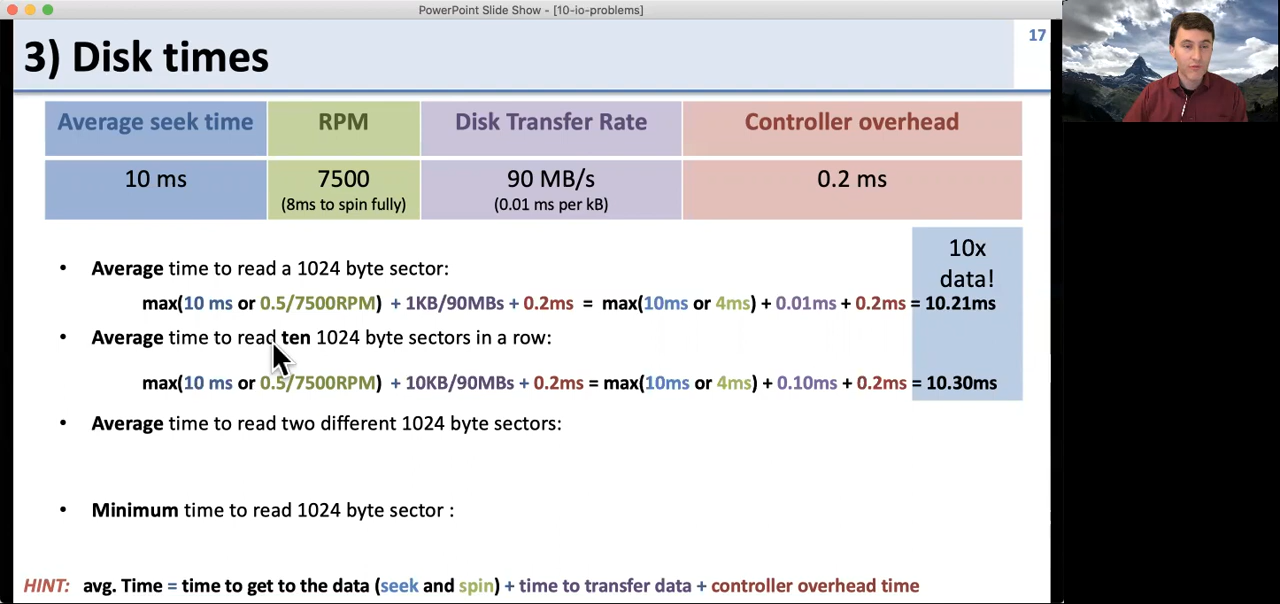 PowerPoint Slide Show - [10-io-problems]
17
3) Disk times
Average seek time RPM Disk Transfer Rate Controller overhead
10 ms 7500 90 MB/s 0.2 ms
(8ms to spin fully) (0.01 ms per kB)
10x
data!
• Average time to read a 1024 byte sector:
max(10 ms or 0.5/7500RPM) + 1KB/90MBs + 0.2ms = max(10ms or 4ms) + 0.01ms + 0.2ms = 10.21ms
• Average time to read ten 1024 byte sectors in a row:
max(10 ms or 0.5/7500RPM) + 10KB/90MBs + 0.2ms = max(10ms or 4ms) + 0.10ms + 0.2ms = 10.30ms
• Average time to read two different 1024 byte sectors:
• Minimum time to read 1024 byte sector :
HINT: avg. Time = time to get to the data (seek and spin) + time to transfer data + controller overhead time